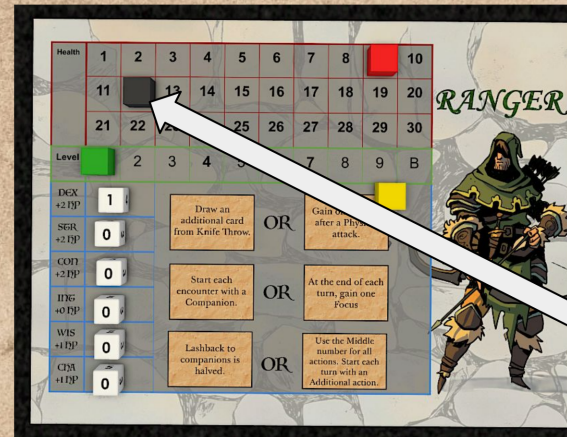 Health 1 2 3 4 5 6 7 8 10
11 13 14 15 16 17 18 19 20
21 22 25 26 27 28 29 30
RANGER
Level 2 3 4 7 8 9 B
DEX
+2 HP
1
STR
+2 HP
0
CON
+2 HP
0
INT
+0 HP
0
WIS
+1 HP
0
CHA
+1 HP
0
Draw an
additional card
from Knife Throw.
OR
Gain
after a
attack.
Start each
encounter with a
Companion.
OR
At the end of each
turn, gain one
Focus
Lashback to
companions is
halved.
OR
Use the Middle
number for all
actions. Start each
turn with an
Additional action.